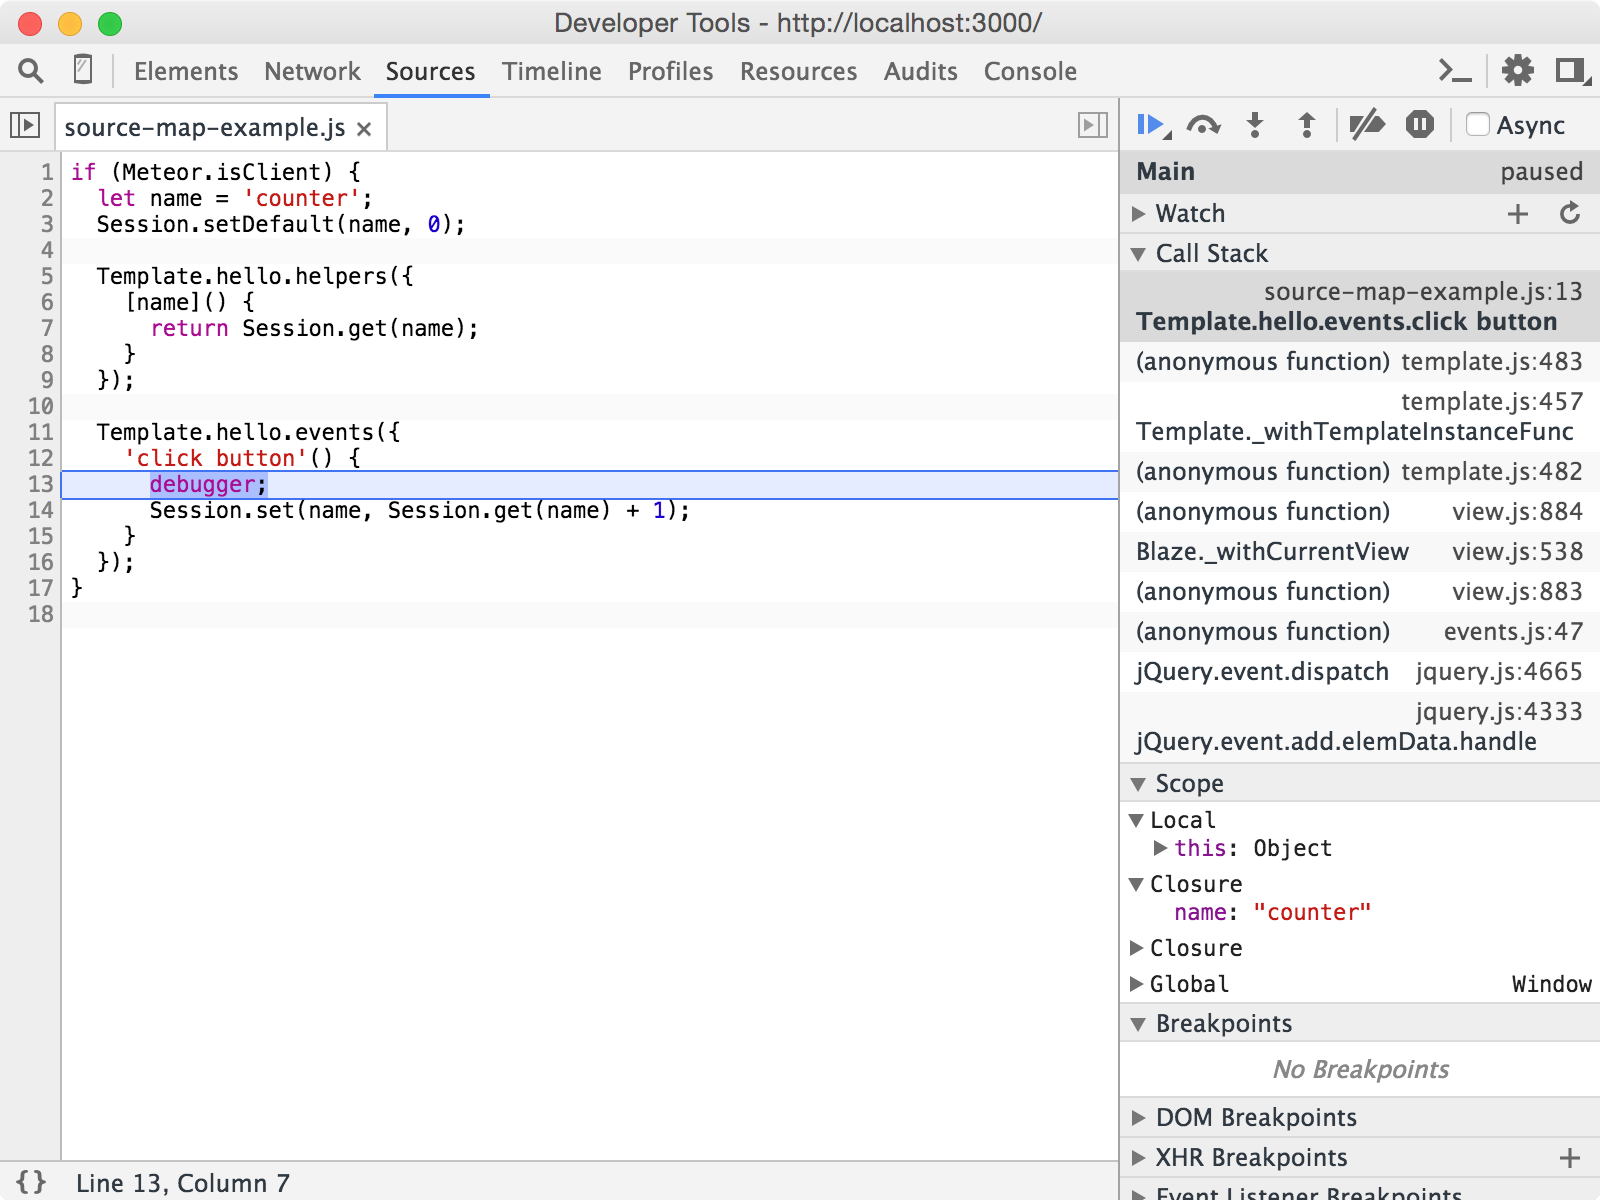 Developer Tools - http://localhost:3000/
Elements Network Sources Timeline Profiles Resources Audits Console
source-map-example.js ×
1 if (Meteor.isClient) {
2   let name = 'counter';
3   Session.setDefault(name, 0);
4
5   Template.hello.helpers({
6     [name]() {
7       return Session.get(name);
8     }
9   });
10
11   Template.hello.events({
12     'click button'() {
13       debugger;
14       Session.set(name, Session.get(name) + 1);
15     }
16   });
17 }
18
{} Line 13, Column 7
Async
Main paused
Watch
Call Stack
source-map-example.js:13
Template.hello.events.click button
(anonymous function) template.js:483
template.js:457
Template._withTemplateInstanceFunc
(anonymous function) template.js:482
(anonymous function) view.js:884
Blaze._withCurrentView view.js:538
(anonymous function) view.js:883
(anonymous function) events.js:47
jQuery.event.dispatch jquery.js:4665
jquery.js:4333
jQuery.event.add.elemData.handle
Scope
Local
this: Object
Closure
name: "counter"
Closure
Global Window
Breakpoints
No Breakpoints
DOM Breakpoints
XHR Breakpoints
Event Listener Breakpoints